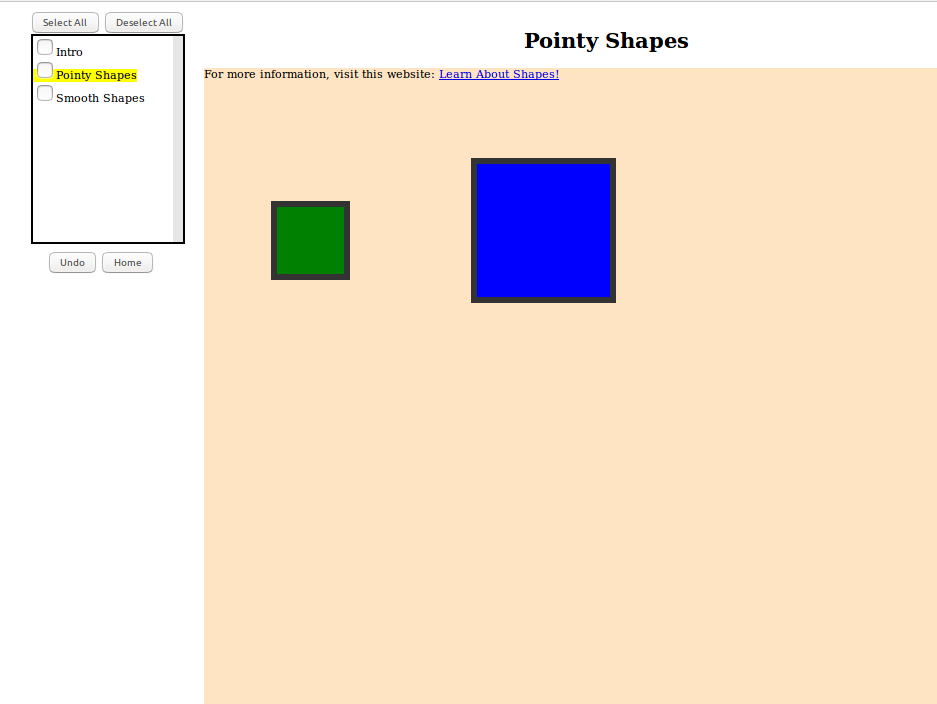 Select All Deselect All
Intro
Pointy Shapes
Smooth Shapes
Undo Home
Pointy Shapes
For more information, visit this website: Learn About Shapes!